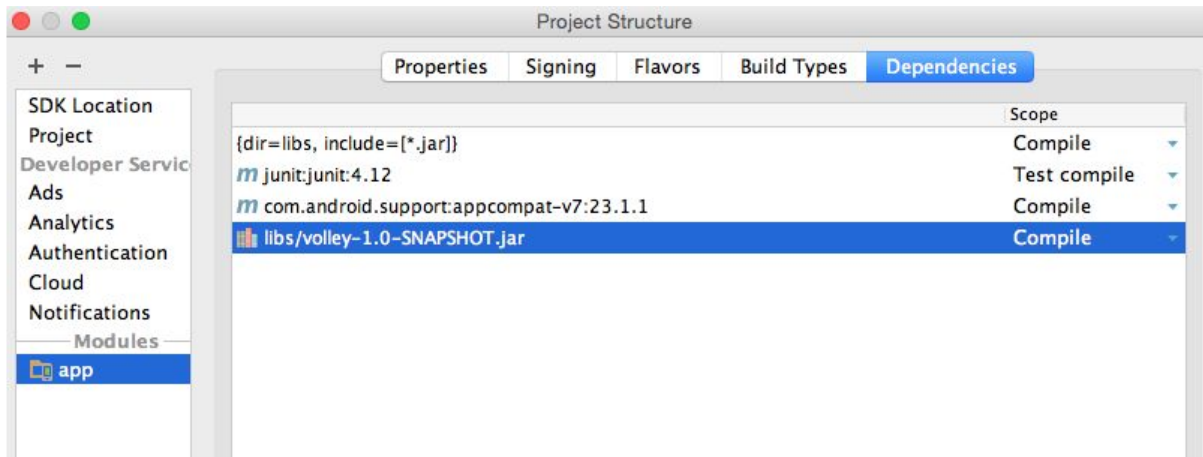 Project Structure
+ −
Properties Signing Flavors Build Types Dependencies
SDK Location
Project
Developer Servic
Ads
Analytics
Authentication
Cloud
Notifications
Modules
app
Scope
{dir=libs, include=[*.jar]} Compile
m junit:junit:4.12 Test compile
m com.android.support:appcompat-v7:23.1.1 Compile
libs/volley-1.0-SNAPSHOT.jar Compile